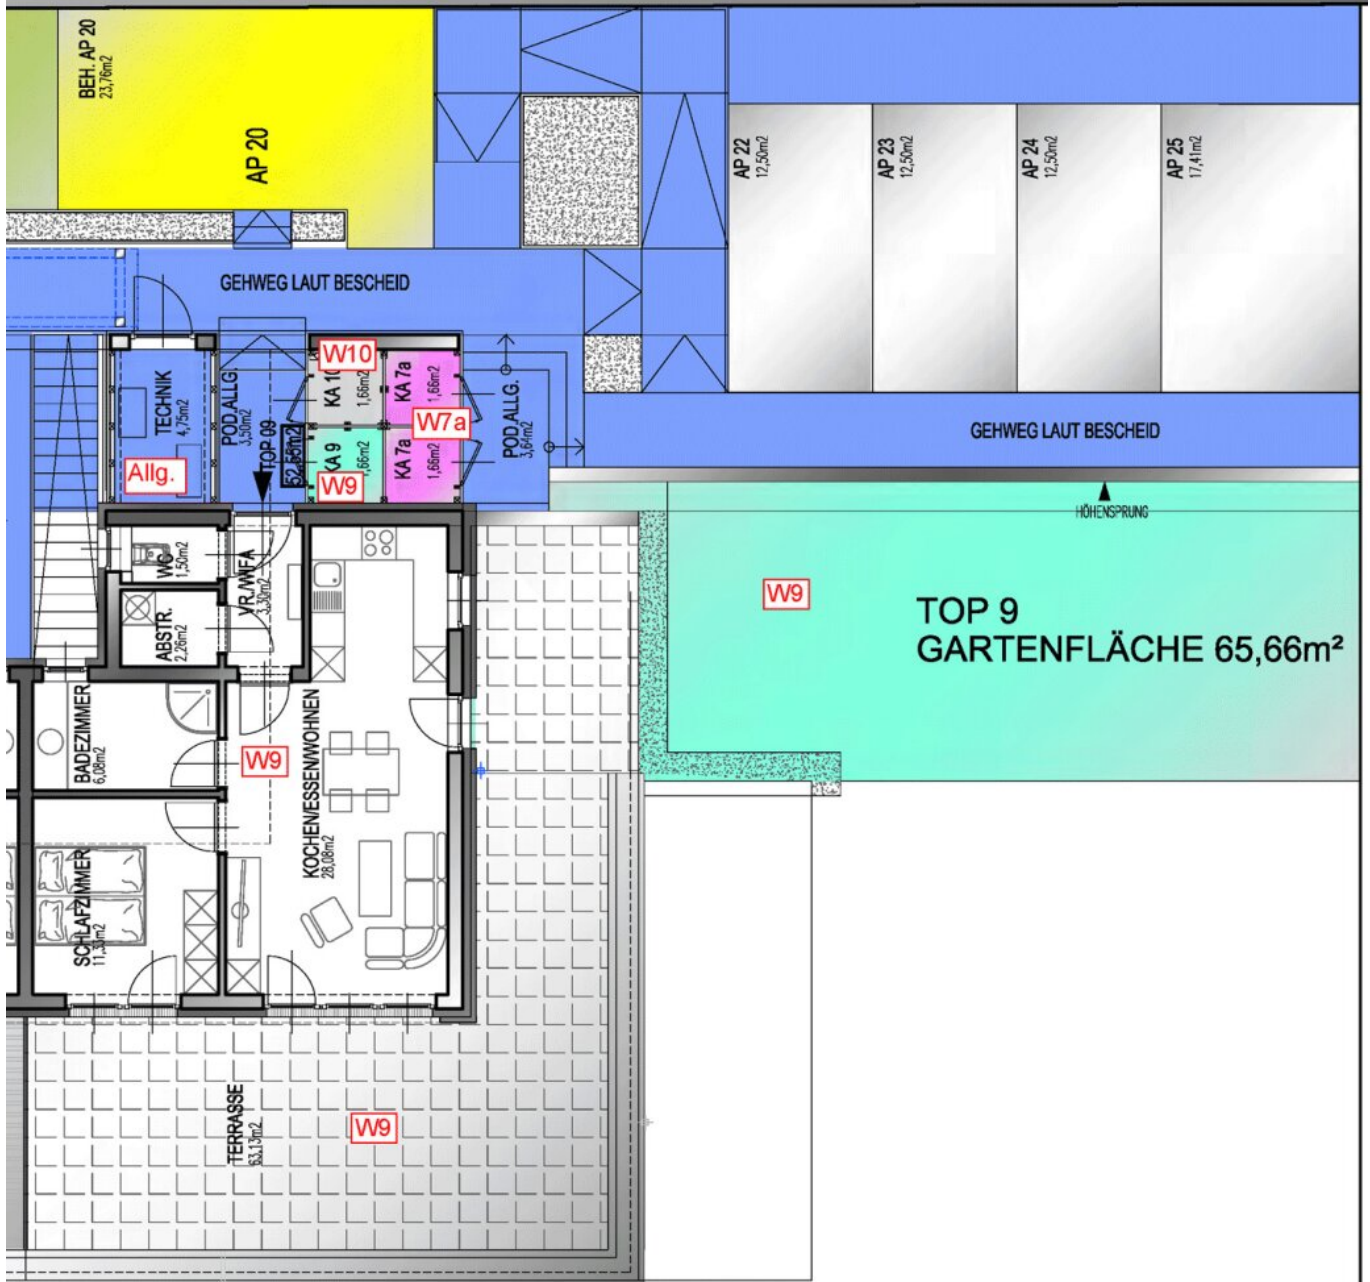 BEH. AP 20
23,76m2
AP 20
AP 22
12,50m2
AP 23
12,50m2
AP 24
12,50m2
AP 25
17,41m2
GEHWEG LAUT BESCHEID
TECHNIK
4,75m2
Allg.
POD.ALLG.
3,50m2
TOP 09
W10
KA 10
1,66m2
KA 7a
1,66m2
W7a
KA 9
1,66m2
W9
KA 7a
1,66m2
POD.ALLG.
3,64m2
GEHWEG LAUT BESCHEID
HÖHENSPRUNG
WC
1,50m2
VR./WIFA
3,30m2
ABSTR.
2,26m2
W9
TOP 9
GARTENFLÄCHE 65,66m²
BADEZIMMER
6,08m2
W9
KOCHEN/ESSEN/WOHNEN
28,08m2
SCHLAFZIMMER
11,33m2
TERRASSE
63,13m2
W9